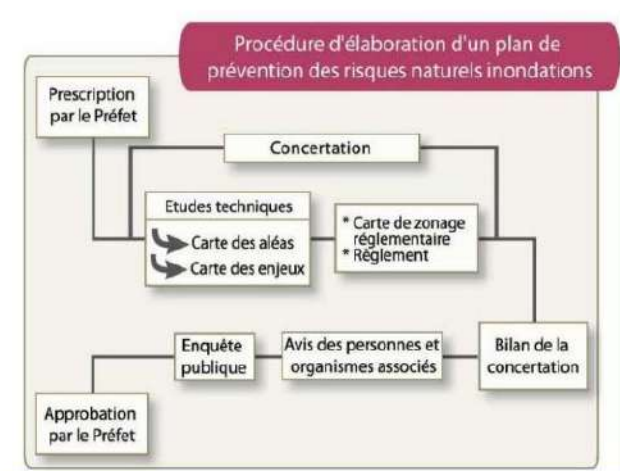 Procédure d'élaboration d'un plan de
prévention des risques naturels inondations
Prescription
par le Préfet
Concertation
Etudes techniques
Carte des aléas
Carte des enjeux
* Carte de zonage
réglementaire
* Règlement
Bilan de la
concertation
Avis des personnes et
organismes associés
Enquête
publique
Approbation
par le Préfet